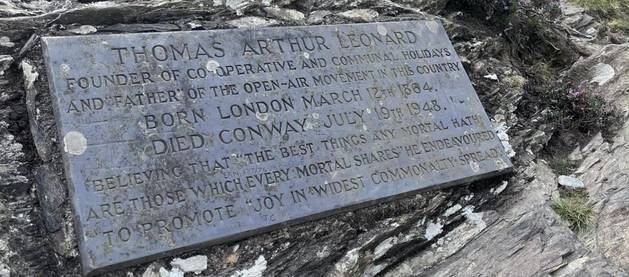 THOMAS ARTHUR LEONARD
FOUNDER OF CO-OPERATIVE AND COMMUNAL HOLIDAYS
AND "FATHER" OF THE OPEN-AIR MOVEMENT IN THIS COUNTRY
BORN LONDON MARCH 12TH 1864.
DIED CONWAY JULY 19TH 1948.
"BELIEVING THAT "THE BEST THINGS ANY MORTAL HATH
ARE THOSE WHICH EVERY MORTAL SHARES" HE ENDEAVOURED
TO PROMOTE "JOY IN WIDEST COMMONALTY SPREAD"
T.C